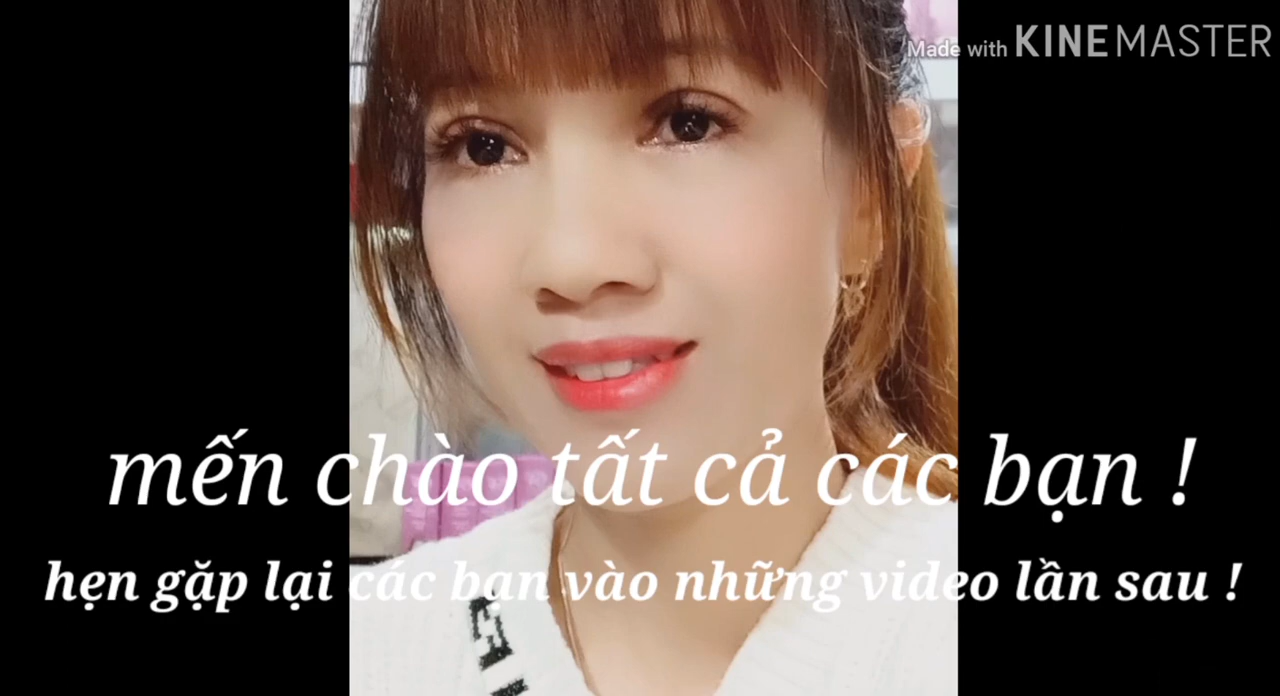 Made with KINEMASTER
mến chào tất cả các bạn !
hẹn gặp lại các bạn vào những video lần sau !